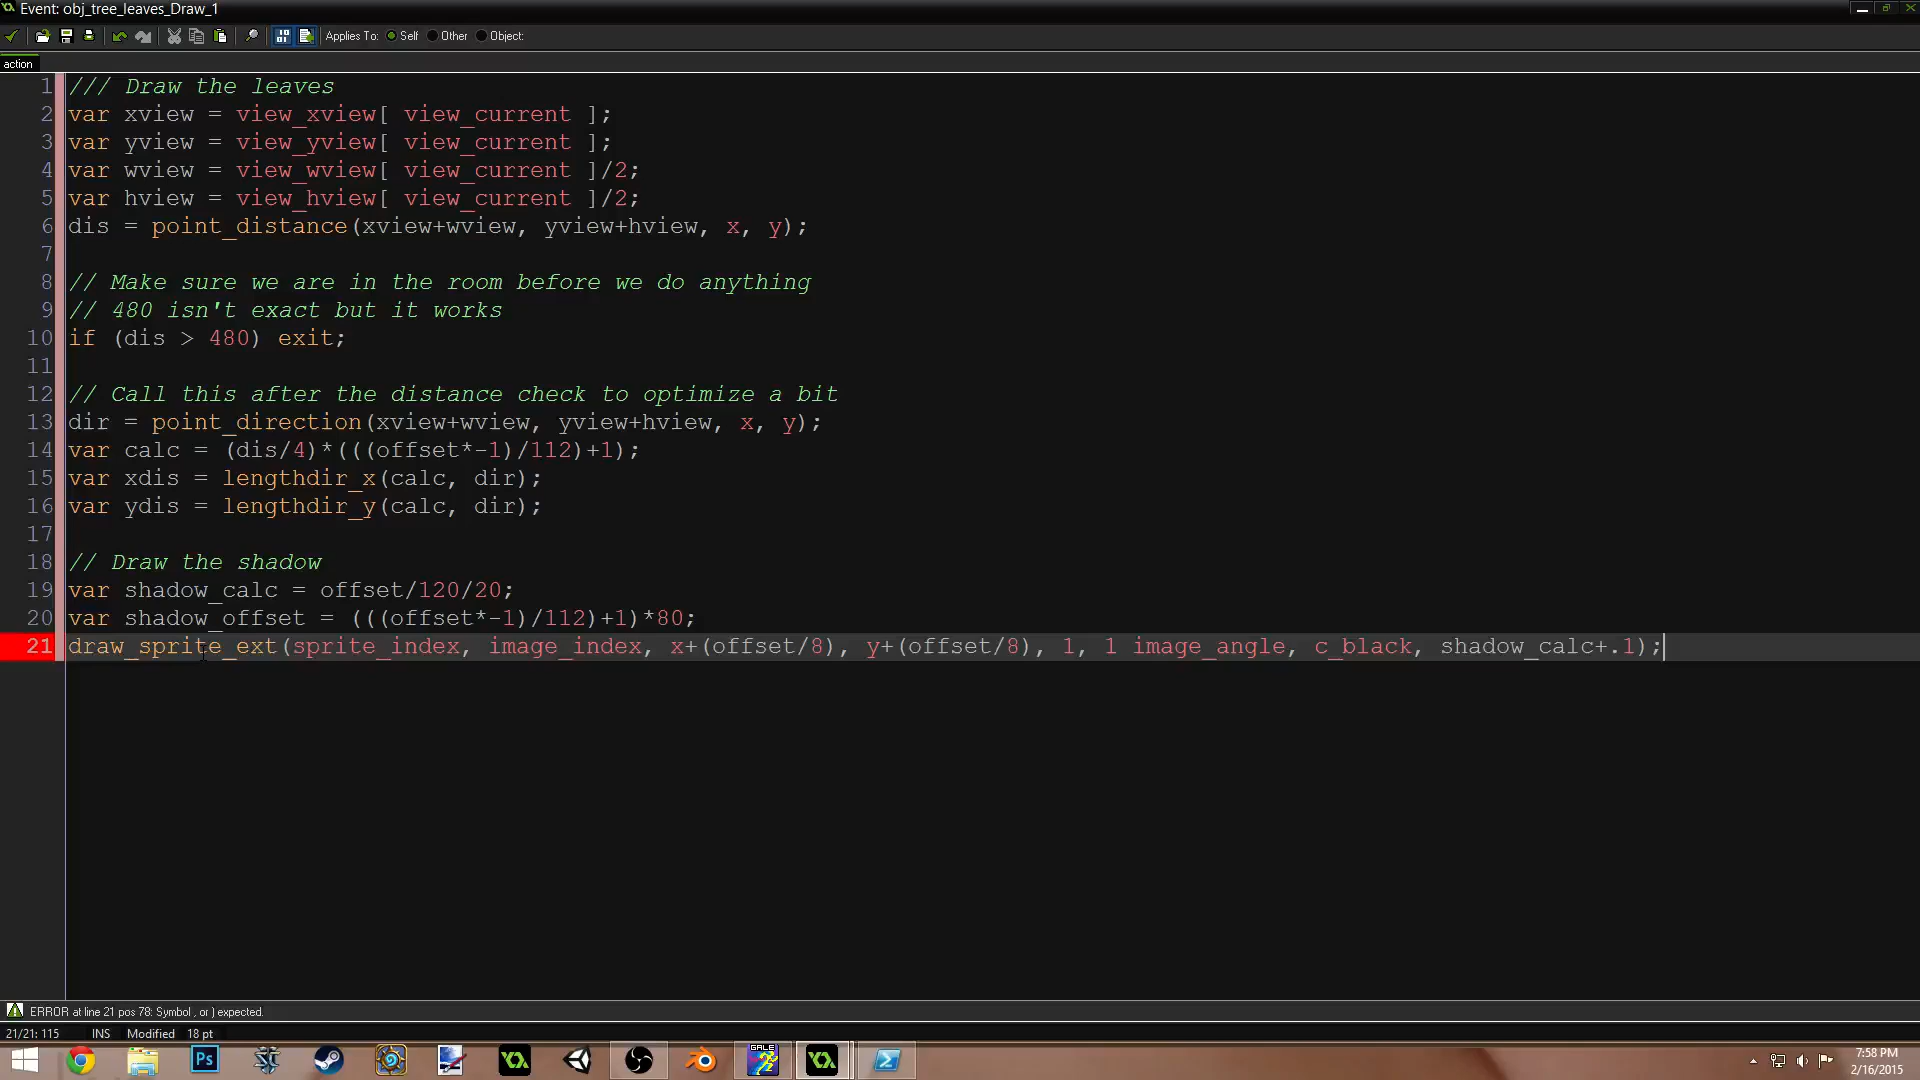 Event: obj_tree_leaves_Draw_1
Applies To: Self Other Object:
action
1 /// Draw the leaves
2 var xview = view_xview[ view_current ];
3 var yview = view_yview[ view_current ];
4 var wview = view_wview[ view_current ]/2;
5 var hview = view_hview[ view_current ]/2;
6 dis = point_distance(xview+wview, yview+hview, x, y);
7
8 // Make sure we are in the room before we do anything
9 // 480 isn't exact but it works
10 if (dis > 480) exit;
11
12 // Call this after the distance check to optimize a bit
13 dir = point_direction(xview+wview, yview+hview, x, y);
14 var calc = (dis/4)*(((offset*-1)/112)+1);
15 var xdis = lengthdir_x(calc, dir);
16 var ydis = lengthdir_y(calc, dir);
17
18 // Draw the shadow
19 var shadow_calc = offset/120/20;
20 var shadow_offset = (((offset*-1)/112)+1)*80;
21 draw_sprite_ext(sprite_index, image_index, x+(offset/8), y+(offset/8), 1, 1 image_angle, c_black, shadow_calc+.1);
ERROR at line 21 pos 78: Symbol , or ) expected.
21/21: 115 INS Modified 18 pt
Ps
GALE
7:58 PM
2/16/2015